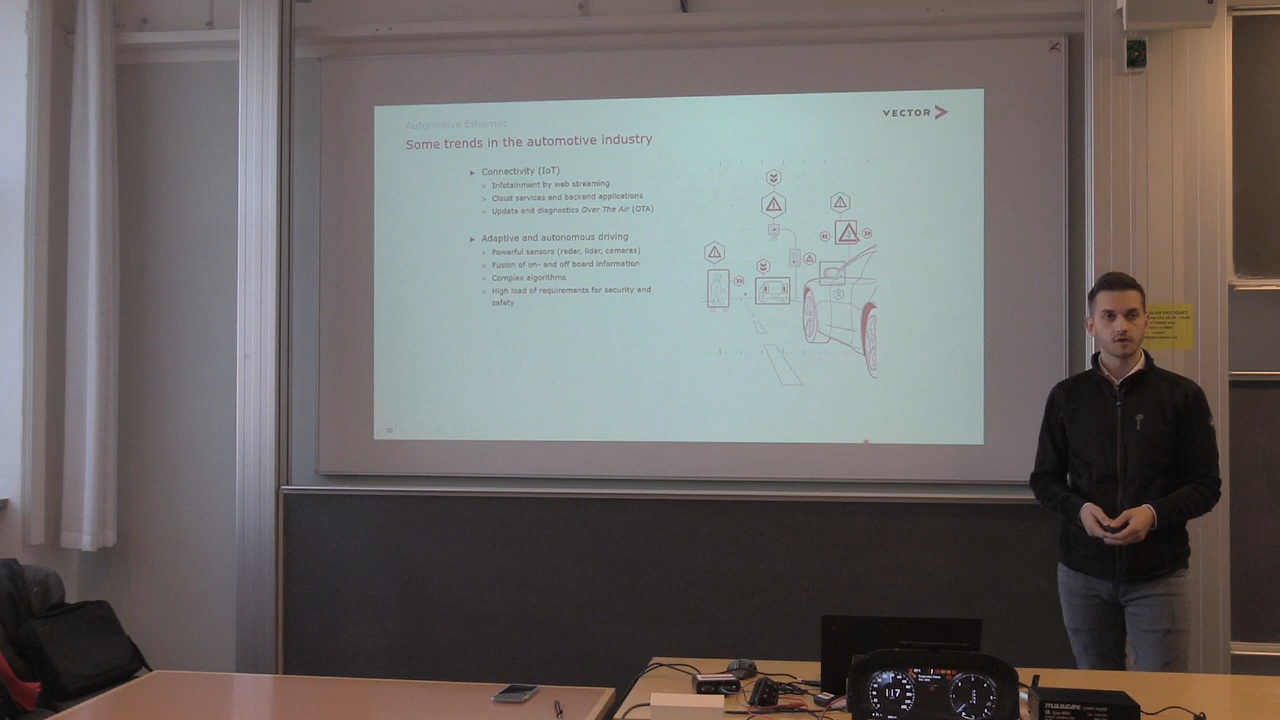 Automotive Ethernet
VECTOR
Some trends in the automotive industry
Connectivity (IoT)
Infotainment by web streaming
Cloud services and backend applications
Update and diagnostics Over The Air (OTA)
Adaptive and autonomous driving
Powerful sensors (radar, lidar, cameras)
Fusion of on- and off board information
Complex algorithms
High load of requirements for security and
safety
117